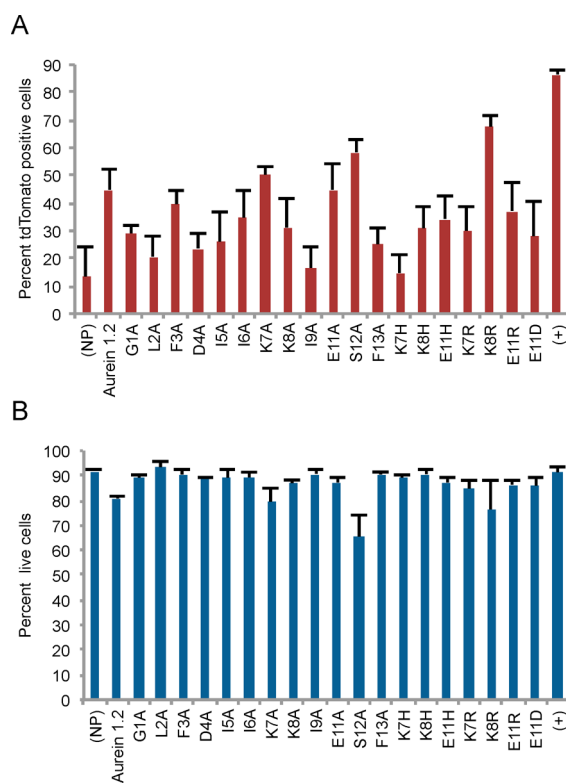 A
Percent tdTomato positive cells
90
80
70
60
50
40
30
20
10
0
(NP)
Aurein 1.2
G1A
L2A
F3A
D4A
I5A
I6A
K7A
K8A
I9A
E11A
S12A
F13A
K7H
K8H
E11H
K7R
K8R
E11R
E11D
(+)
B
Percent live cells
100
90
80
70
60
50
40
30
20
10
0
(NP)
Aurein 1.2
G1A
L2A
F3A
D4A
I5A
I6A
K7A
K8A
I9A
E11A
S12A
F13A
K7H
K8H
E11H
K7R
K8R
E11R
E11D
(+)